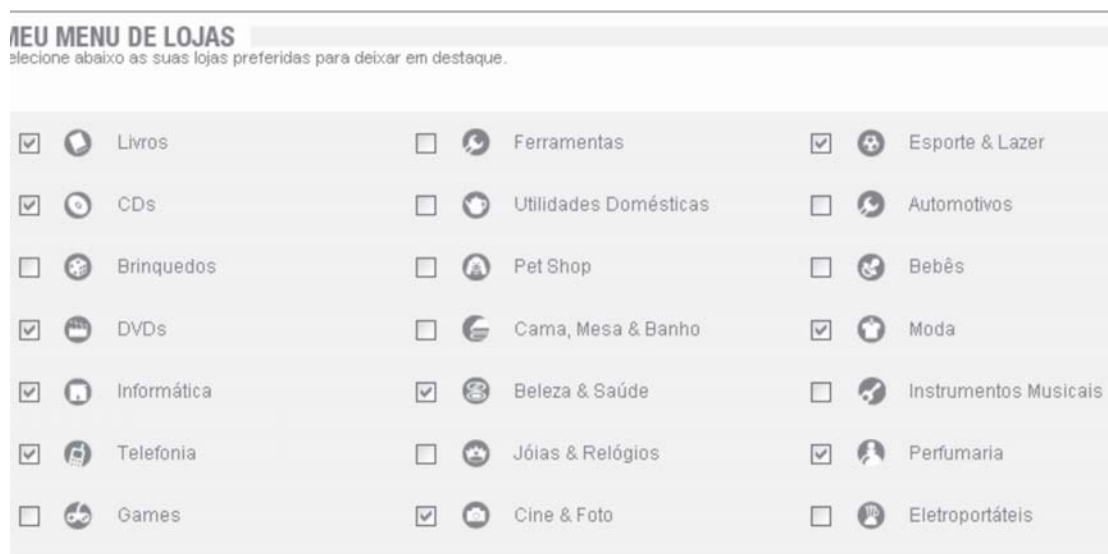 MEU MENU DE LOJAS
elecione abaixo as suas lojas preferidas para deixar em destaque.
Livros
Ferramentas
Esporte & Lazer
CDs
Utilidades Domésticas
Automotivos
Brinquedos
Pet Shop
Bebês
DVDs
Cama, Mesa & Banho
Moda
Informática
Beleza & Saúde
Instrumentos Musicais
Telefonia
Jóias & Relógios
Perfumaria
Games
Cine & Foto
Eletroportáteis